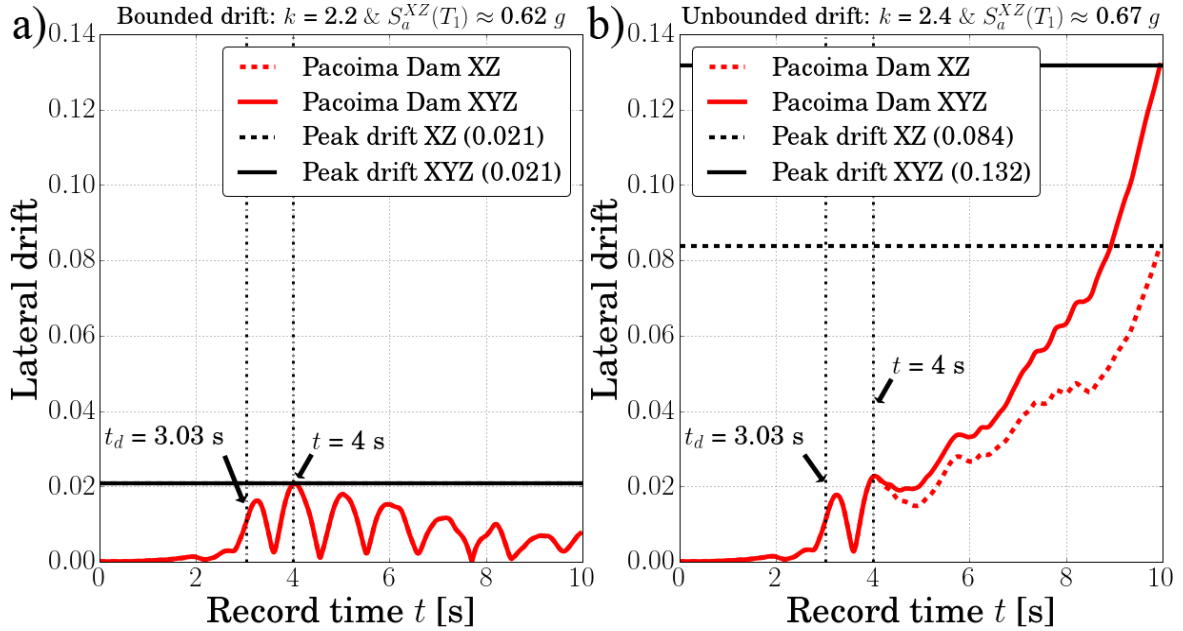 a)
Bounded drift: k = 2.2 & S_a^{XZ}(T_1) ≈ 0.62 g
Pacoima Dam XZ
Pacoima Dam XYZ
Peak drift XZ (0.021)
Peak drift XYZ (0.021)
0.14
0.12
0.10
0.08
0.06
0.04
0.02
0.00
Lateral drift
t_d = 3.03 s
t = 4 s
0
2
4
6
8
10
Record time t [s]
b)
Unbounded drift: k = 2.4 & S_a^{XZ}(T_1) ≈ 0.67 g
Pacoima Dam XZ
Pacoima Dam XYZ
Peak drift XZ (0.084)
Peak drift XYZ (0.132)
0.14
0.12
0.10
0.08
0.06
0.04
0.02
0.00
Lateral drift
t = 4 s
t_d = 3.03 s
0
2
4
6
8
10
Record time t [s]